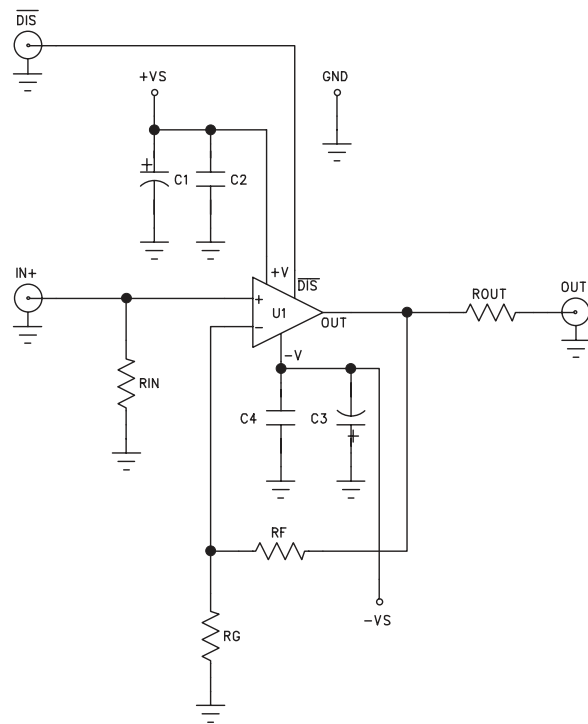 DIS
+VS
GND
+
C1
C2
IN+
+V
DIS
+
−
U1
OUT
ROUT
OUT
−V
RIN
C4
C3
+
RF
−VS
RG